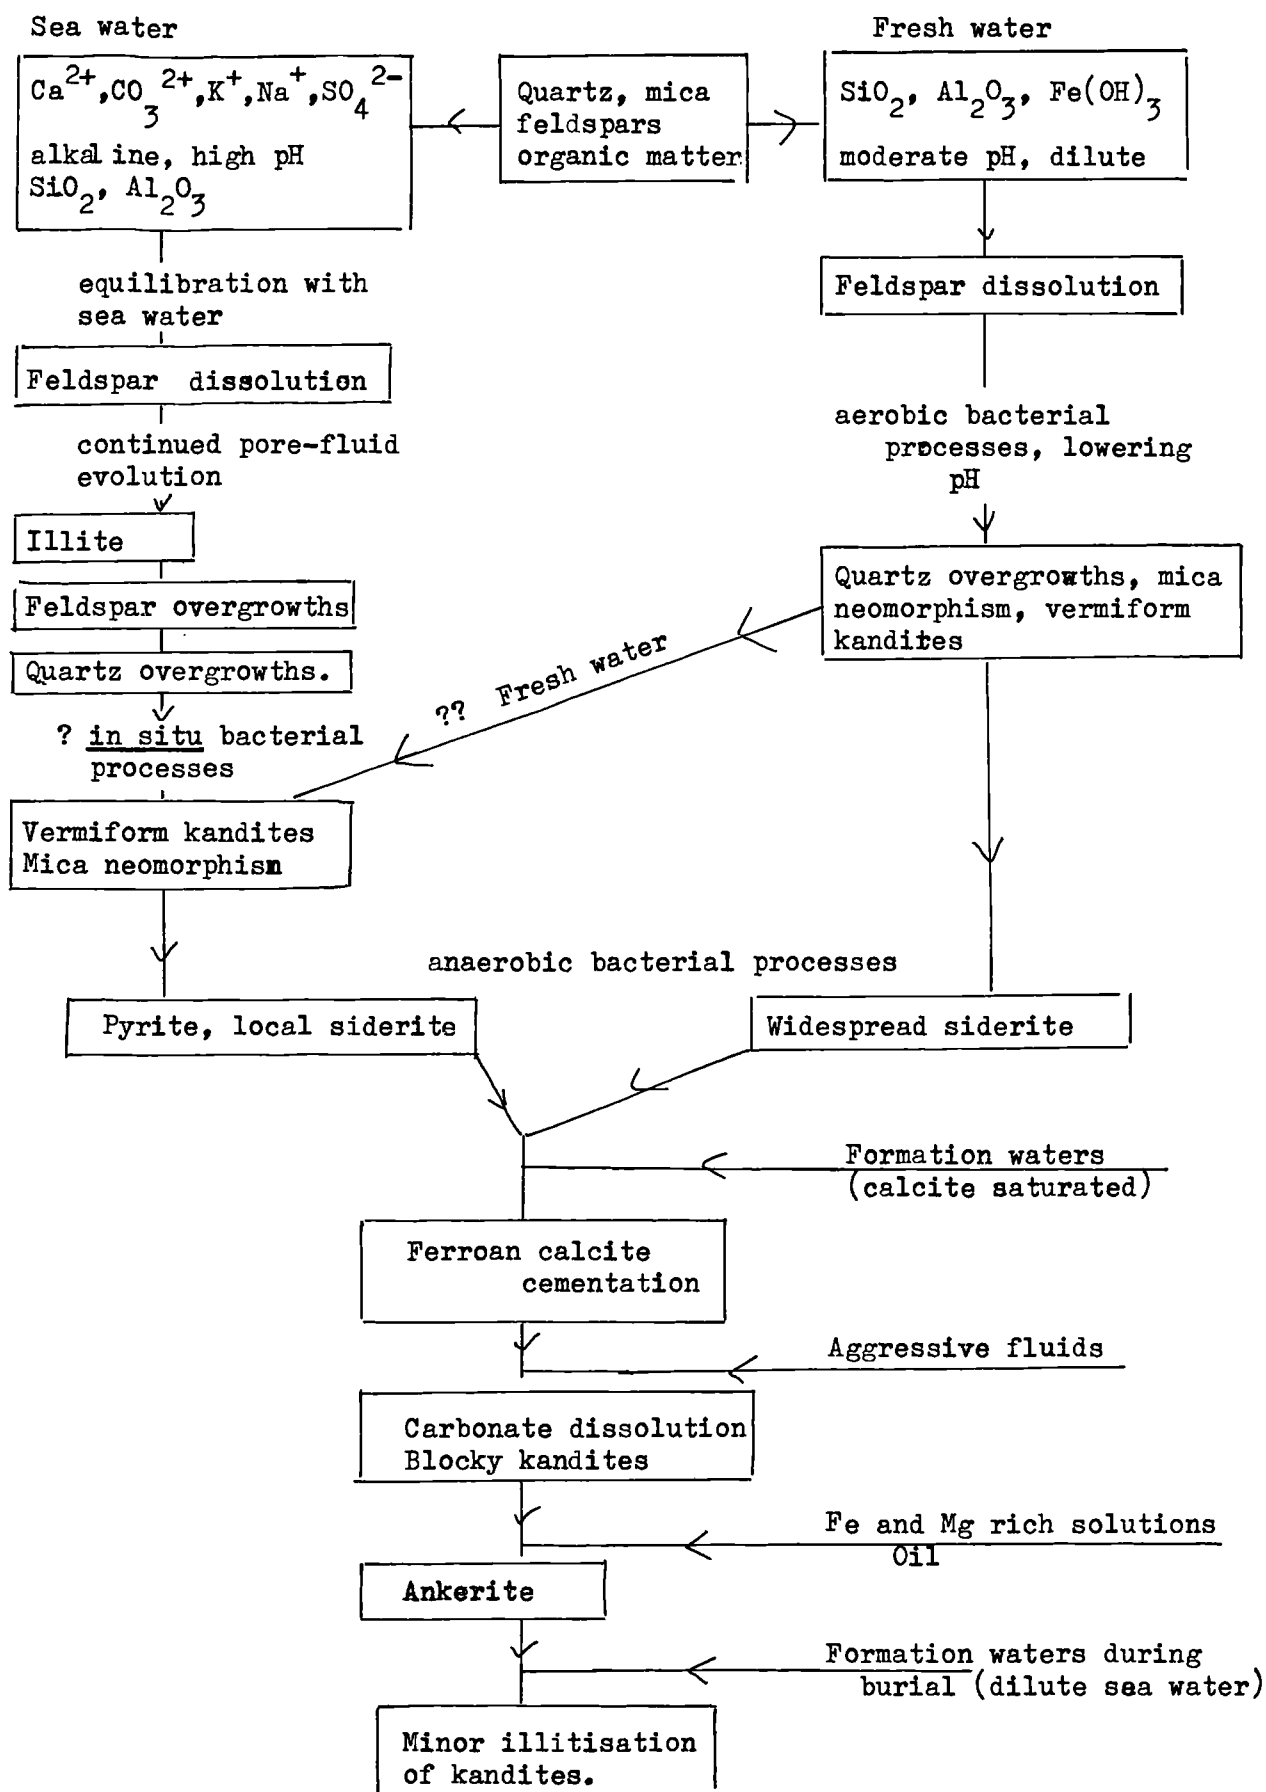 Sea water
Ca²⁺,CO₃²⁺,K⁺,Na⁺,SO₄²⁻
alkaline, high pH
SiO₂, Al₂O₃
Quartz, mica
feldspars
organic matter
Fresh water
SiO₂, Al₂O₃, Fe(OH)₃
moderate pH, dilute
equilibration with
sea water
Feldspar dissolution
Feldspar dissolution
continued pore-fluid
evolution
aerobic bacterial
processes, lowering
pH
Illite
Feldspar overgrowths
Quartz overgrowths.
Quartz overgrowths, mica
neomorphism, vermiform
kandites
?? Fresh water
? in situ bacterial
processes
Vermiform kandites
Mica neomorphism
anaerobic bacterial processes
Pyrite, local siderite
Widespread siderite
Formation waters
(calcite saturated)
Ferroan calcite
cementation
Aggressive fluids
Carbonate dissolution
Blocky kandites
Fe and Mg rich solutions
Oil
Ankerite
Formation waters during
burial (dilute sea water)
Minor illitisation
of kandites.